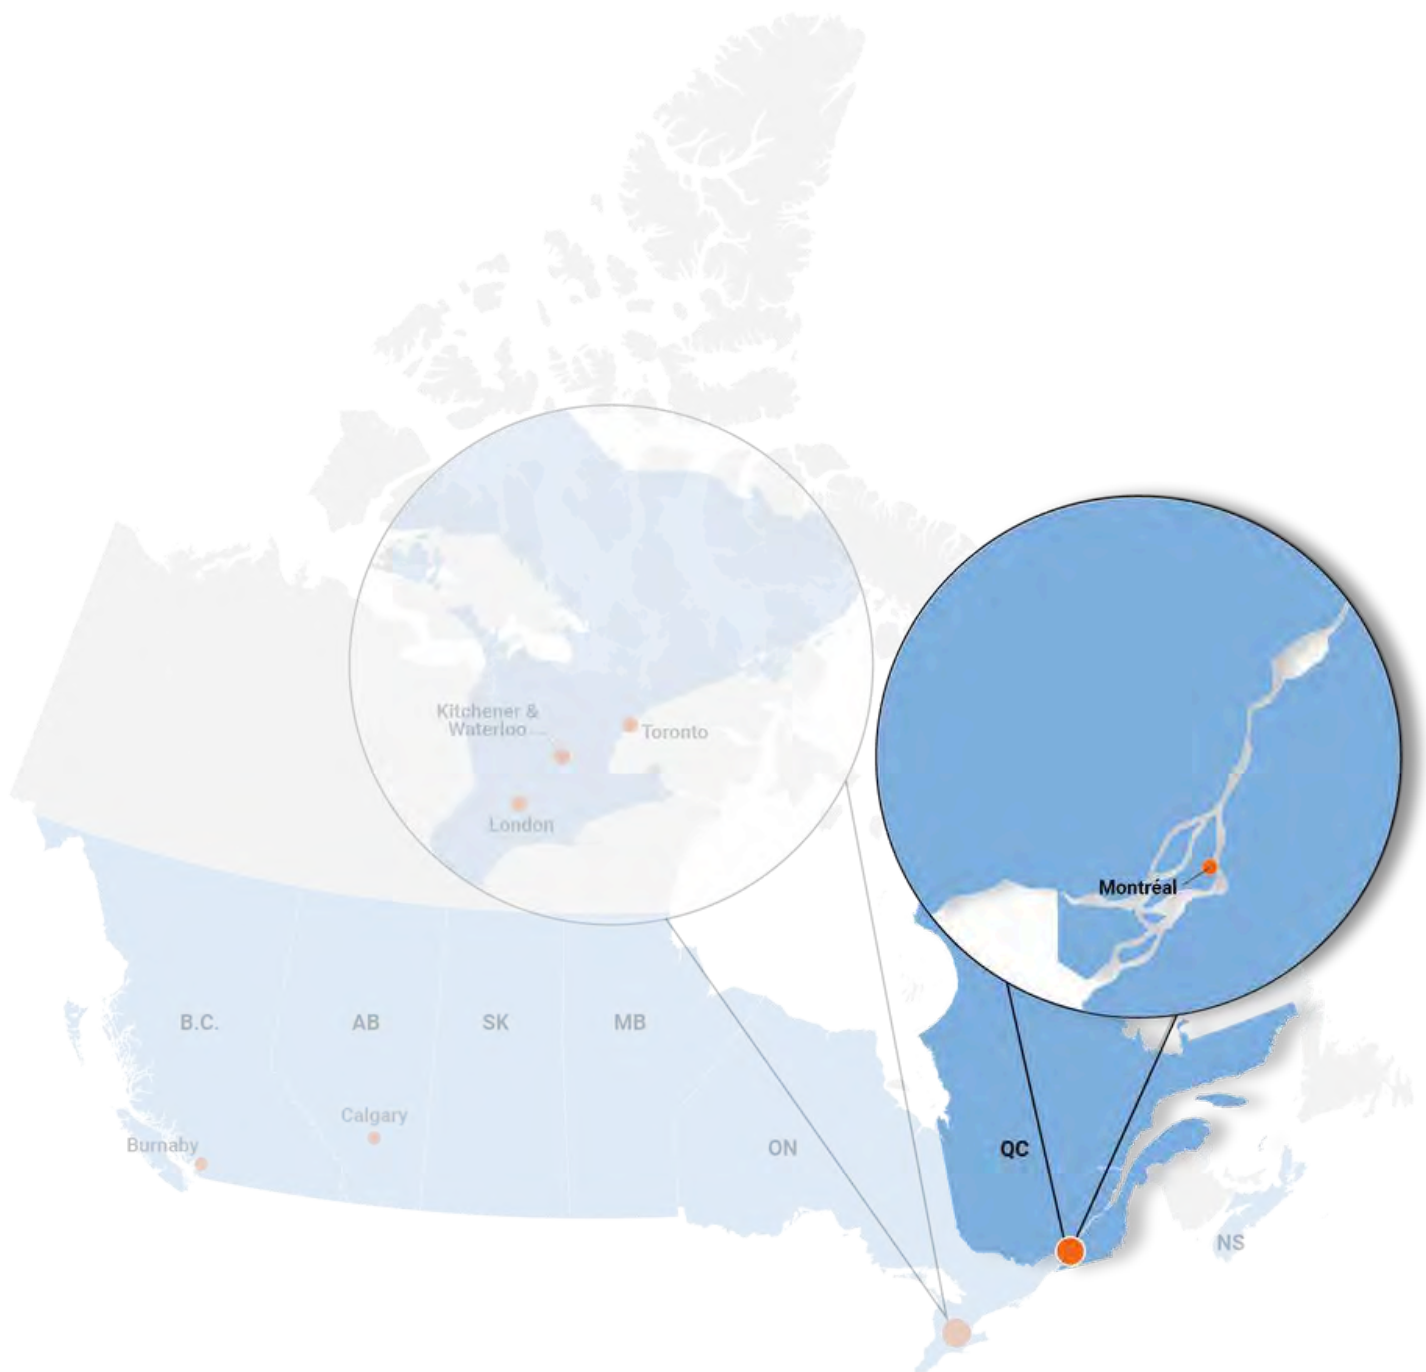 Kitchener &
Waterloo
Toronto
London
Montréal
B.C.
AB
SK
MB
Calgary
Burnaby
ON
QC
NS